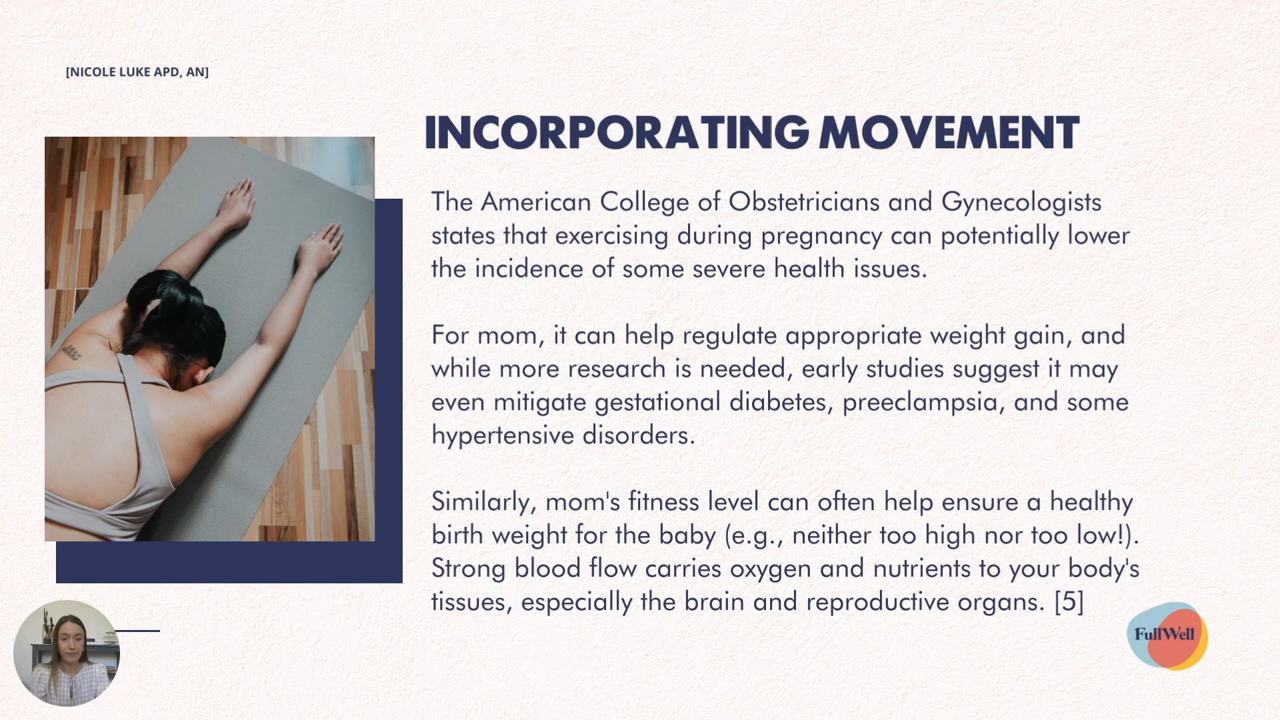 [NICOLE LUKE APD, AN]
INCORPORATING MOVEMENT
The American College of Obstetricians and Gynecologists
states that exercising during pregnancy can potentially lower
the incidence of some severe health issues.
For mom, it can help regulate appropriate weight gain, and
while more research is needed, early studies suggest it may
even mitigate gestational diabetes, preeclampsia, and some
hypertensive disorders.
Similarly, mom's fitness level can often help ensure a healthy
birth weight for the baby (e.g., neither too high nor too low!).
Strong blood flow carries oxygen and nutrients to your body's
tissues, especially the brain and reproductive organs. [5]
FullWell